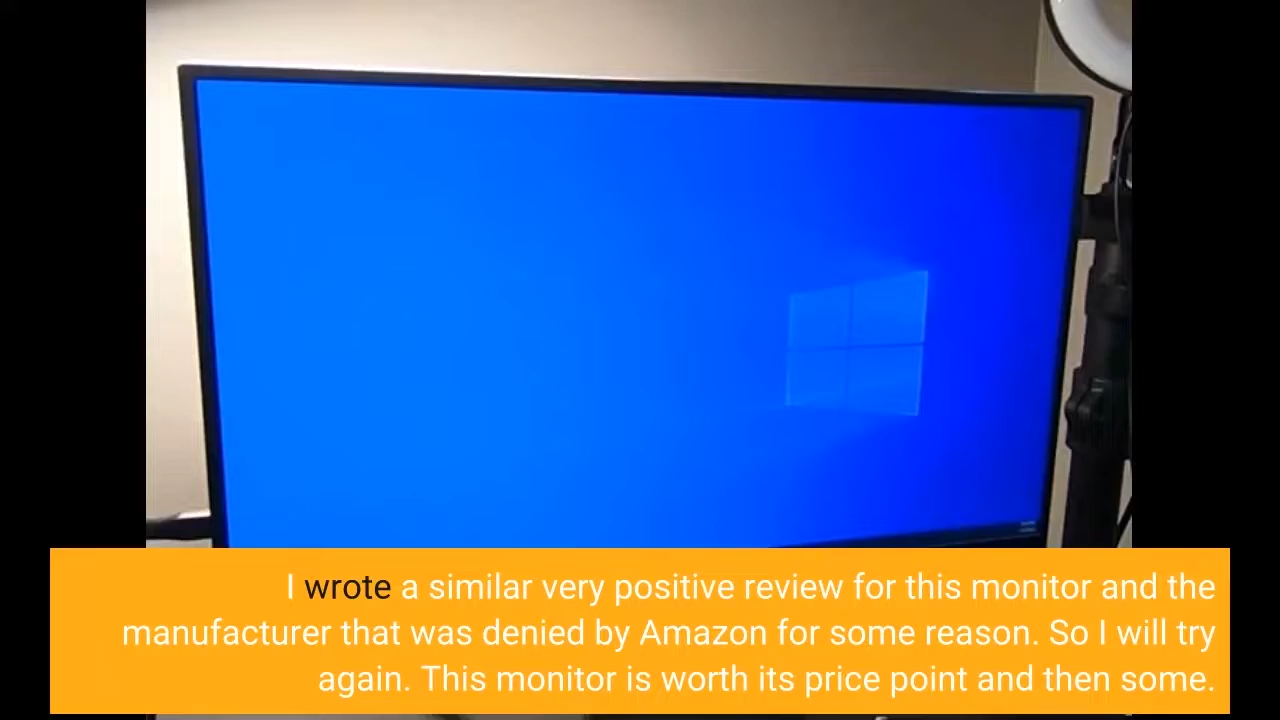 I wrote a similar very positive review for this monitor and the
manufacturer that was denied by Amazon for some reason. So I will try
again. This monitor is worth its price point and then some.